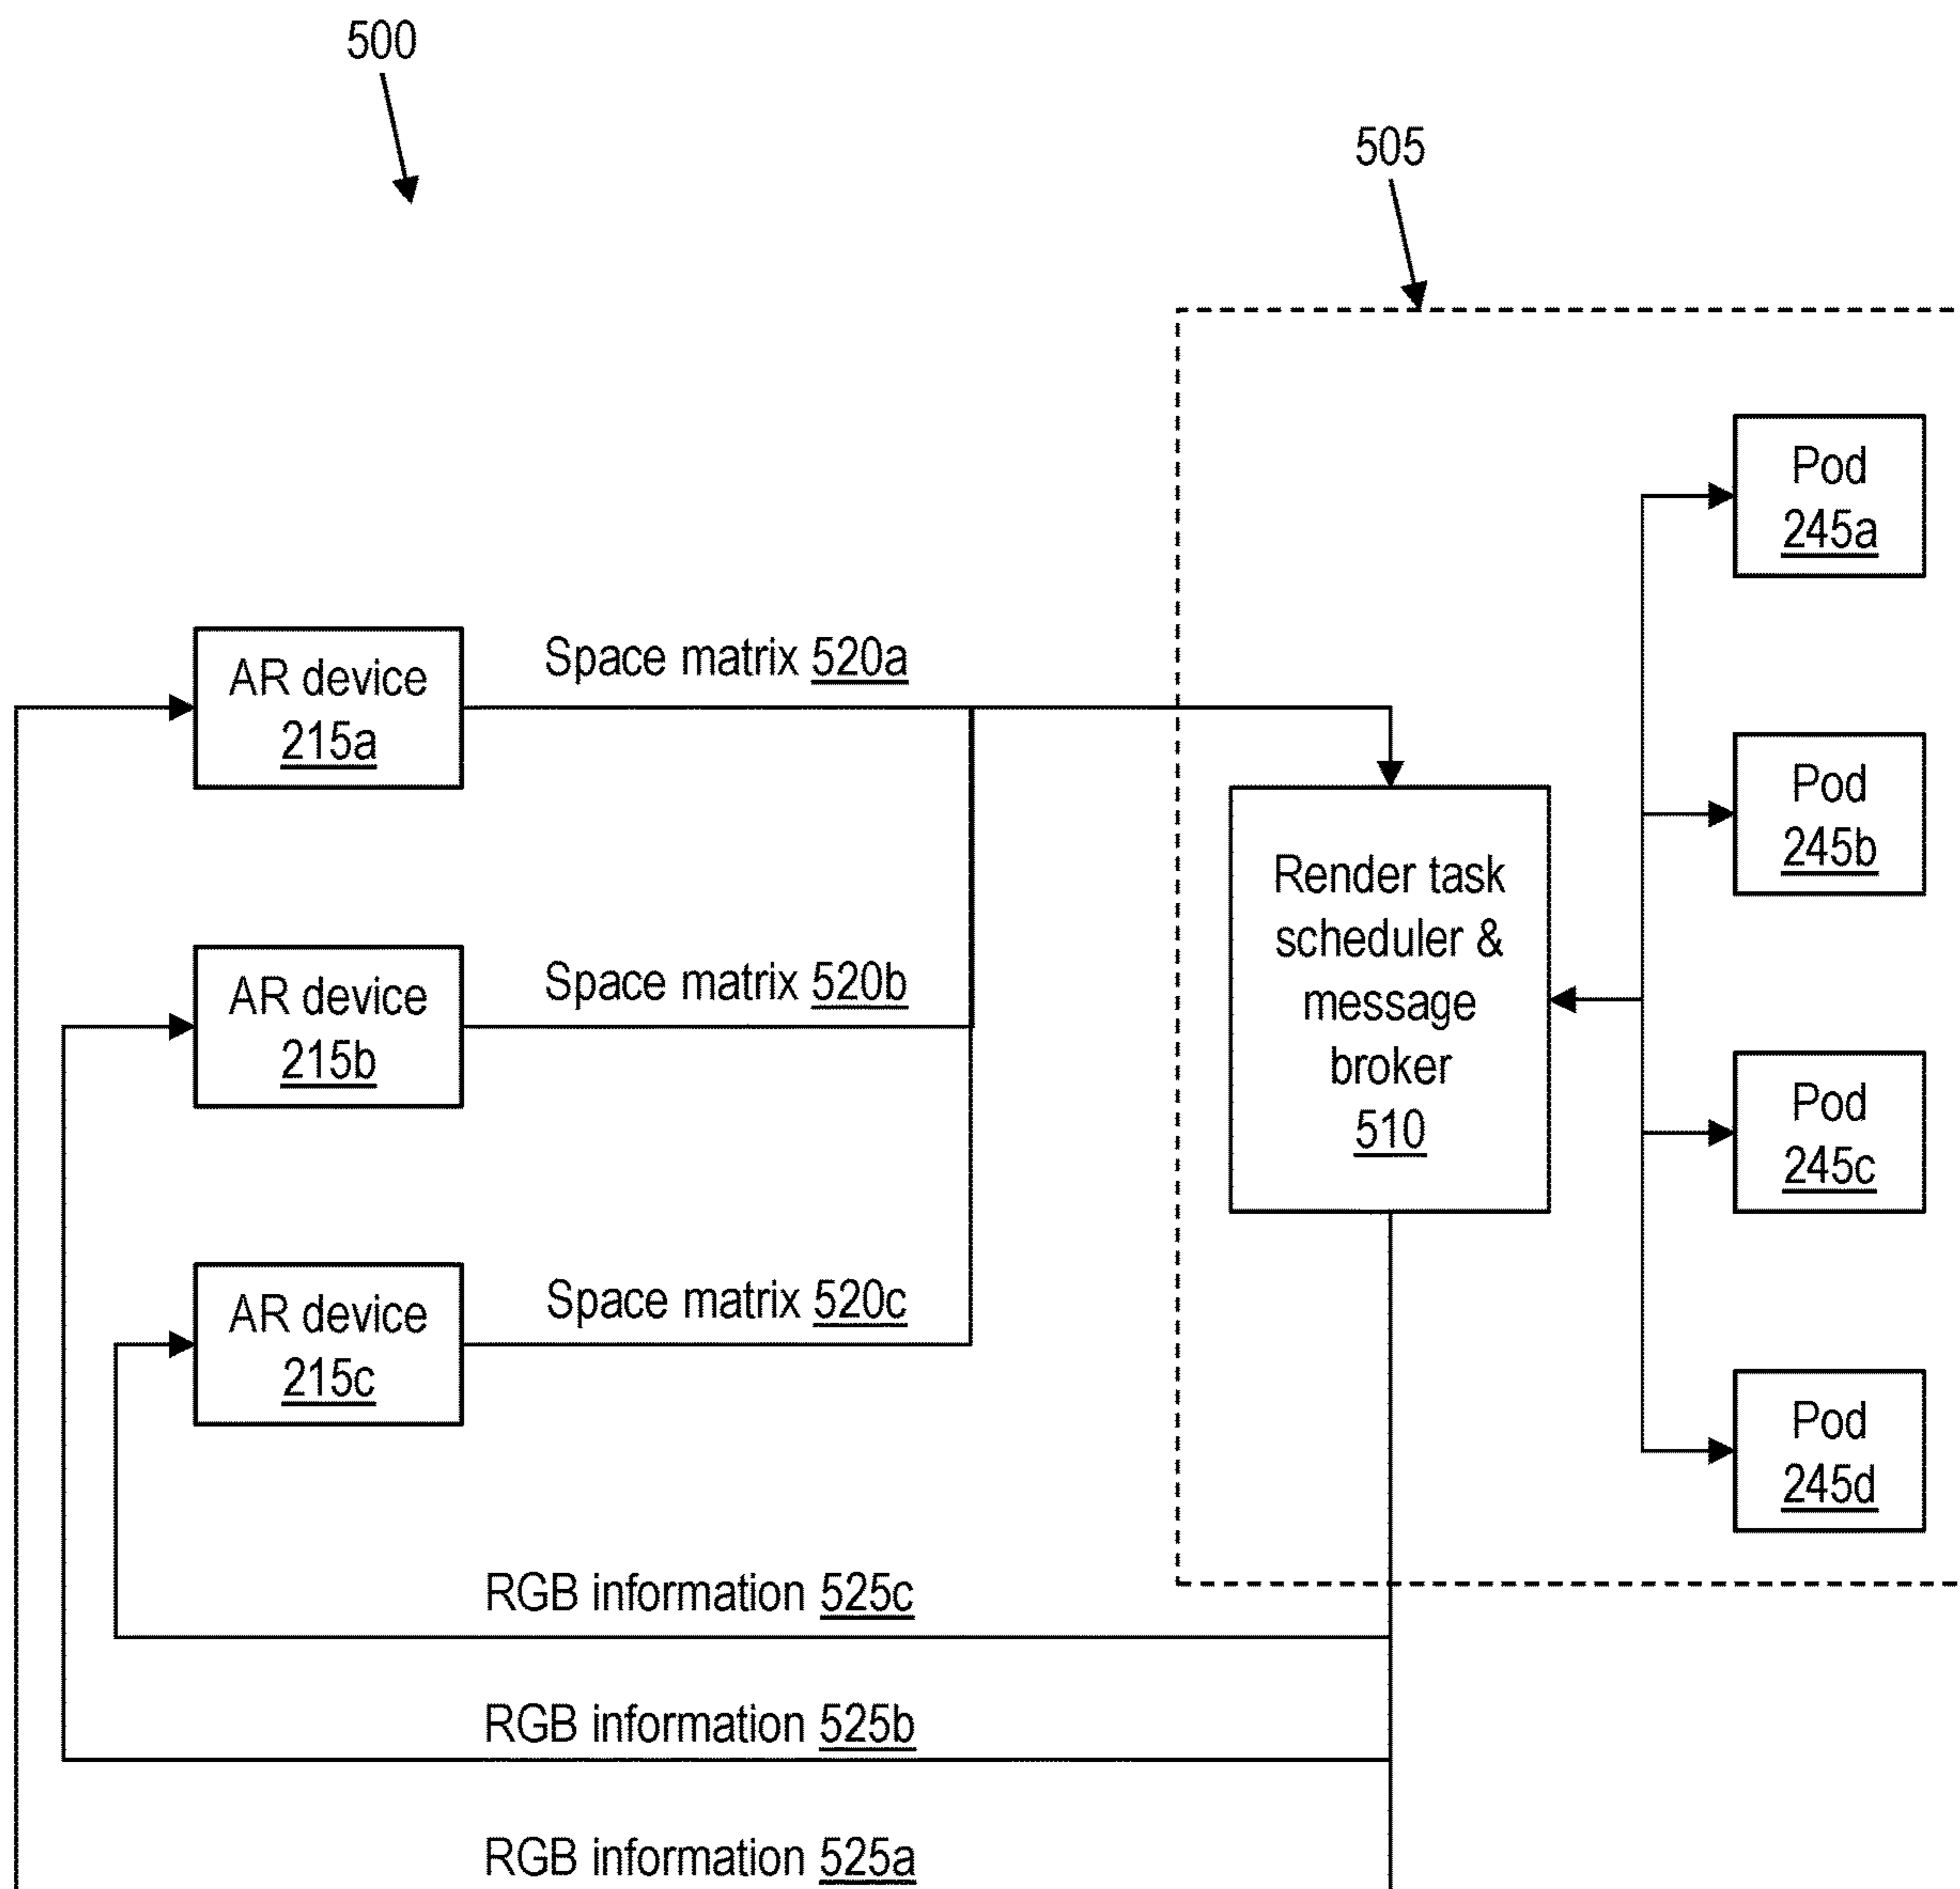 500
505
Pod
245a
AR device
215a
Space matrix 520a
Pod
245b
Render task
scheduler &
message
broker
510
AR device
215b
Space matrix 520b
Pod
245c
AR device
215c
Space matrix 520c
Pod
245d
RGB information 525c
RGB information 525b
RGB information 525a